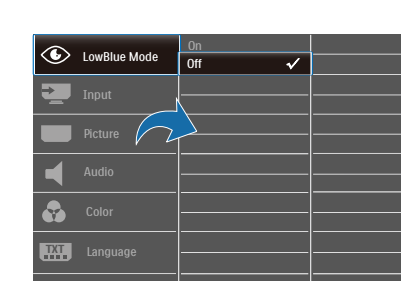 LowBlue Mode
On
Off
Input
Picture
Audio
Color
TXT
Language